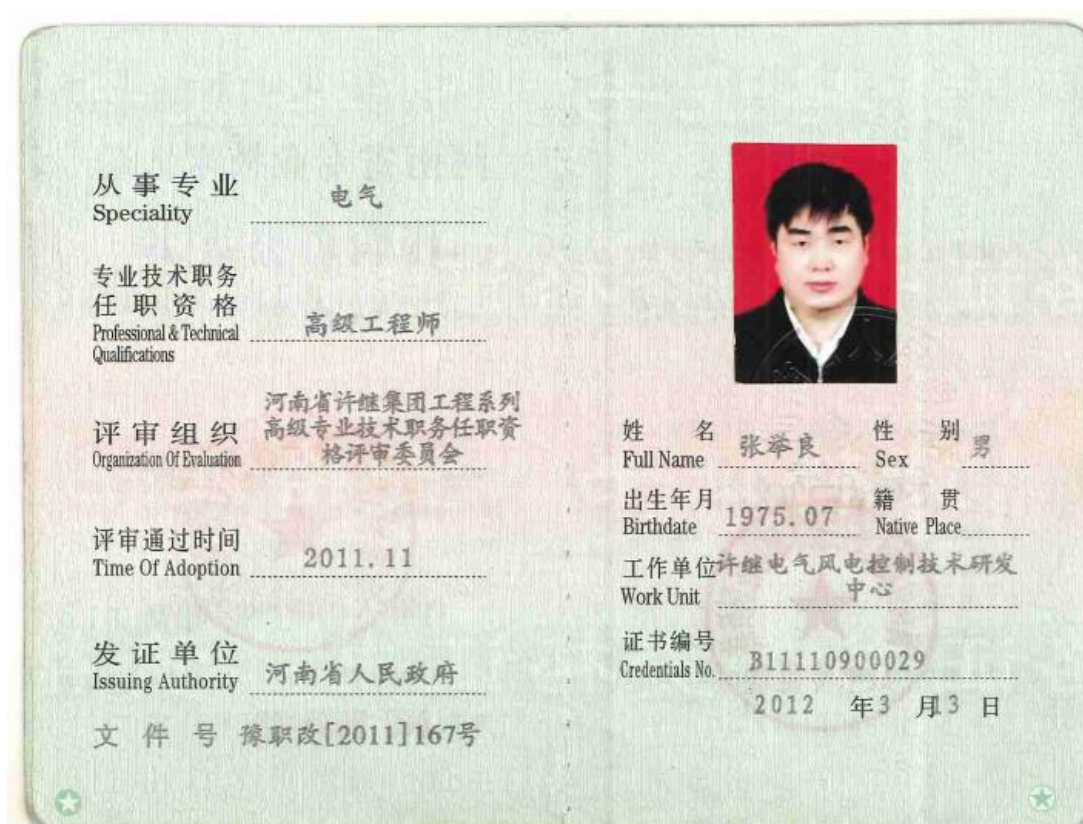 从事专业 电气
Speciality
专业技术职务
任职资格
高级工程师
Professional & Technical
Qualifications
河南省许继集团工程系列
评审组织 高级专业技术职务任职资
Organization Of Evaluation 格评审委员会
评审通过时间
Time Of Adoption 2011.11
发证单位
Issuing Authority 河南省人民政府
文件号 豫职改[2011]167号
姓名 张举良 性别 男
Full Name Sex
出生年月 1975.07 籍贯
Birthdate Native Place
工作单位 许继电气风电控制技术研发
Work Unit 中心
证书编号
Credentials No. B11110900029
2012 年3 月13 日